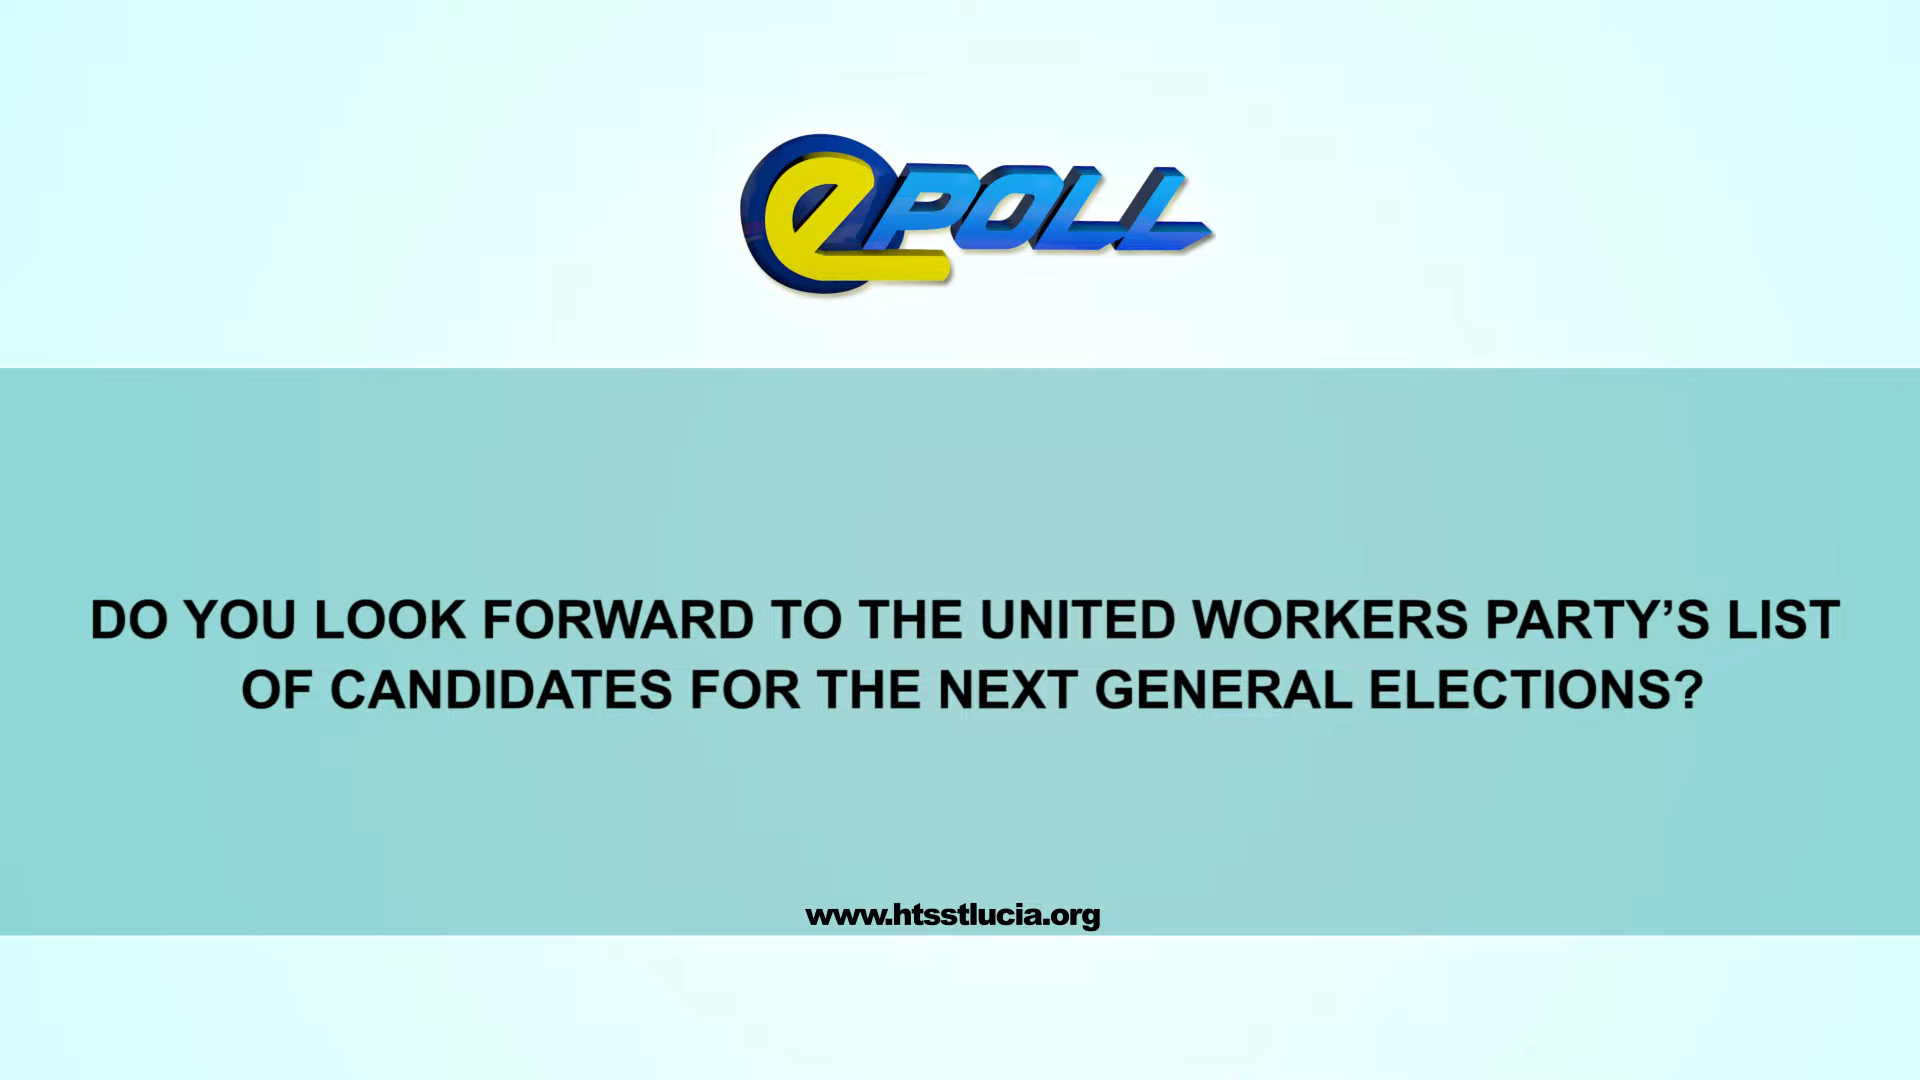 ePOLL
DO YOU LOOK FORWARD TO THE UNITED WORKERS PARTY’S LIST
OF CANDIDATES FOR THE NEXT GENERAL ELECTIONS?
www.htsstlucia.org